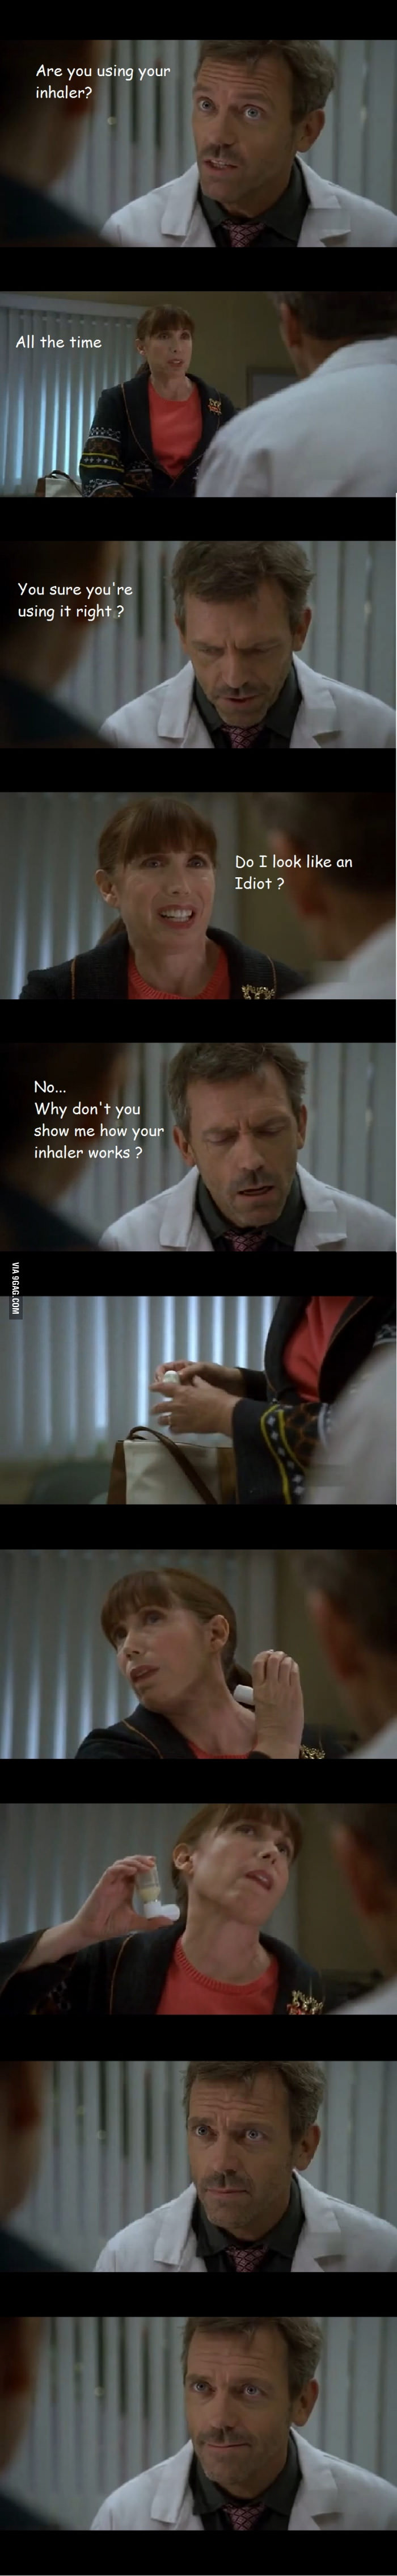 Are you using your
inhaler?
All the time
You sure you're
using it right ?
Do I look like an
Idiot ?
No...
Why don't you
show me how your
inhaler works ?
VIA 9GAG.COM